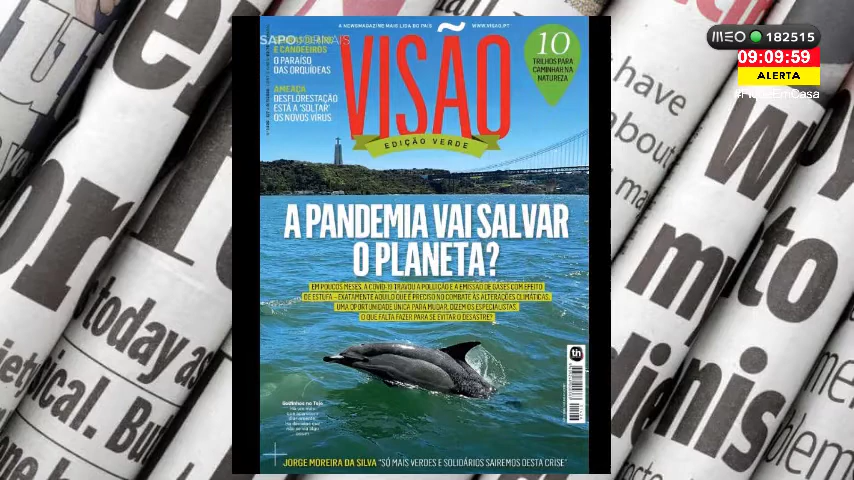 A NEWSMAGAZINE MAIS LIDA DO PAÍS
WWW.VISAO.PT
SAPO
E CANDEEIROS
O PARAÍSO
DAS ORQUÍDEAS
AMEAÇA
DESFLORESTAÇÃO
ESTÁ A 'SOLTAR'
OS NOVOS VÍRUS
VISÃO
EDIÇÃO VERDE
10
TRILHOS PARA
CAMINHAR NA
NATUREZA
MEO 182515
09:09:59
ALERTA
A PANDEMIA VAI SALVAR
O PLANETA?
EM POUCOS MESES, A COVID-19 TRAVOU A POLUIÇÃO E A EMISSÃO DE GASES COM EFEITO
DE ESTUFA – EXATAMENTE AQUILO QUE É PRECISO NO COMBATE ÀS ALTERAÇÕES CLIMÁTICAS.
UMA OPORTUNIDADE ÚNICA PARA MUDAR, DIZEM OS ESPECIALISTAS.
O QUE FALTA FAZER PARA SE EVITAR O DESASTRE?
Golfinhos no Tejo
JORGE MOREIRA DA SILVA "SÓ MAIS VERDES E SOLIDÁRIOS SAIREMOS DESTA CRISE"
have
about
today as
ical. Bu